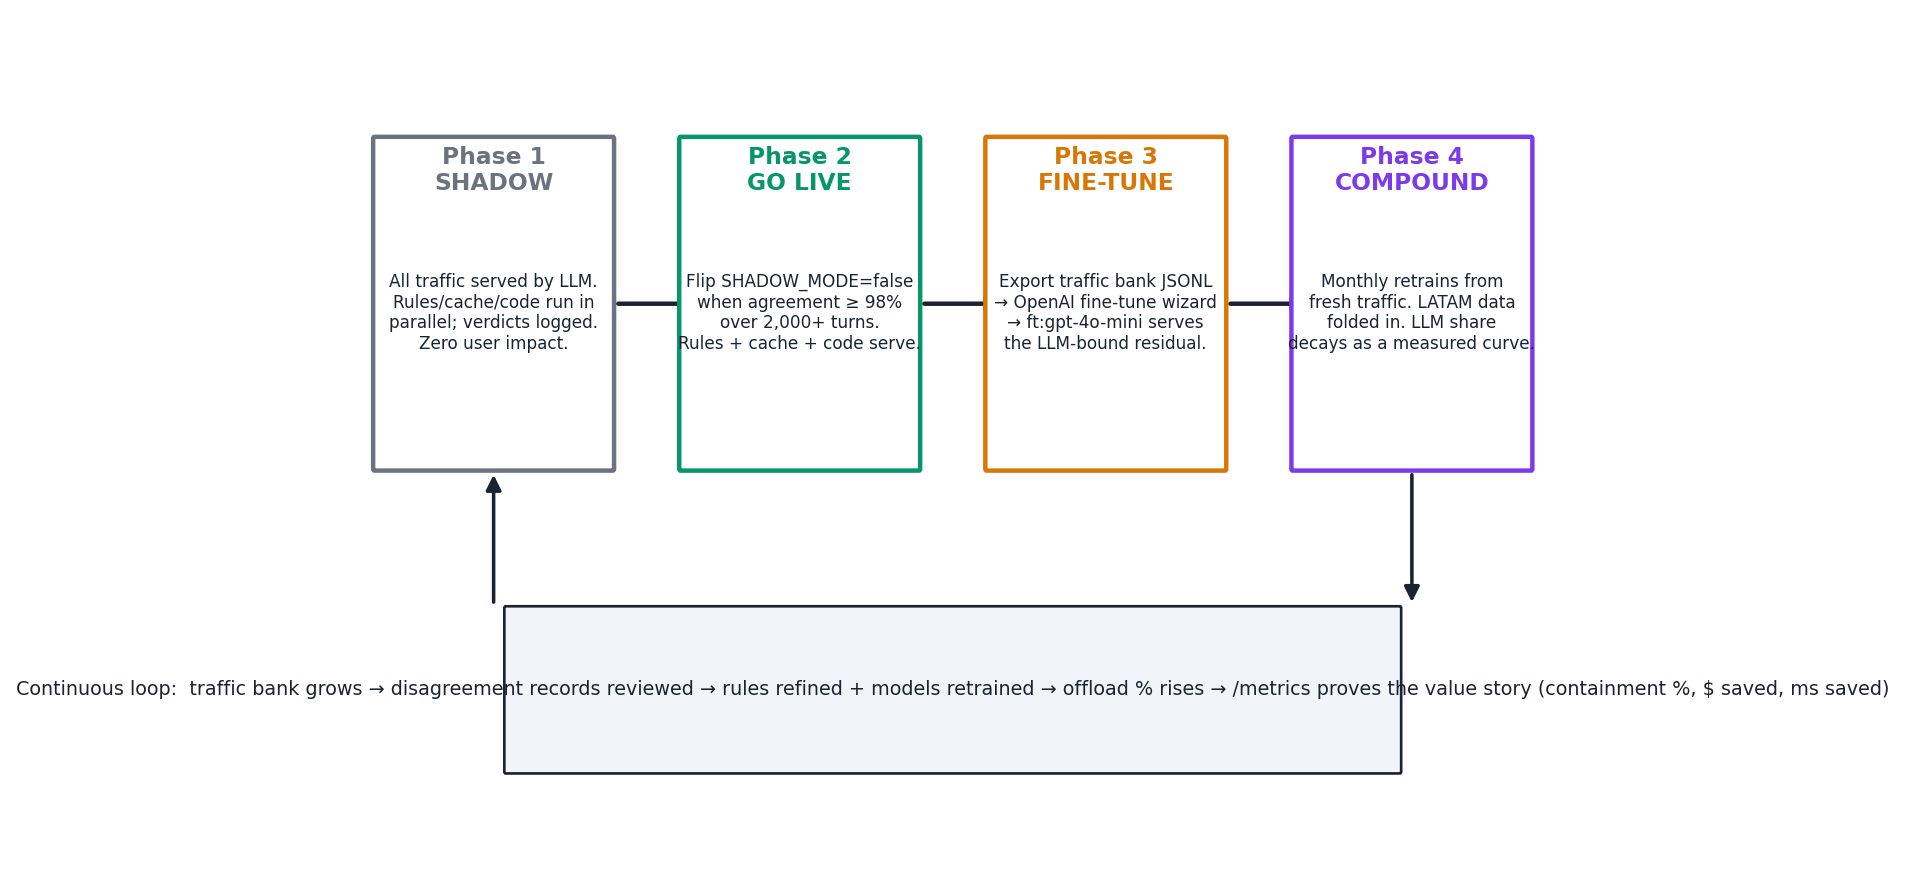 Phase 1
SHADOW
All traffic served by LLM.
Rules/cache/code run in
parallel; verdicts logged.
Zero user impact.
Phase 2
GO LIVE
Flip SHADOW_MODE=false
when agreement ≥ 98%
over 2,000+ turns.
Rules + cache + code serve.
Phase 3
FINE-TUNE
Export traffic bank JSONL
→ OpenAI fine-tune wizard
→ ft:gpt-4o-mini serves
the LLM-bound residual.
Phase 4
COMPOUND
Monthly retrains from
fresh traffic. LATAM data
folded in. LLM share
decays as a measured curve.
Continuous loop:  traffic bank grows → disagreement records reviewed → rules refined + models retrained → offload % rises → /metrics proves the value story (containment %, $ saved, ms saved)